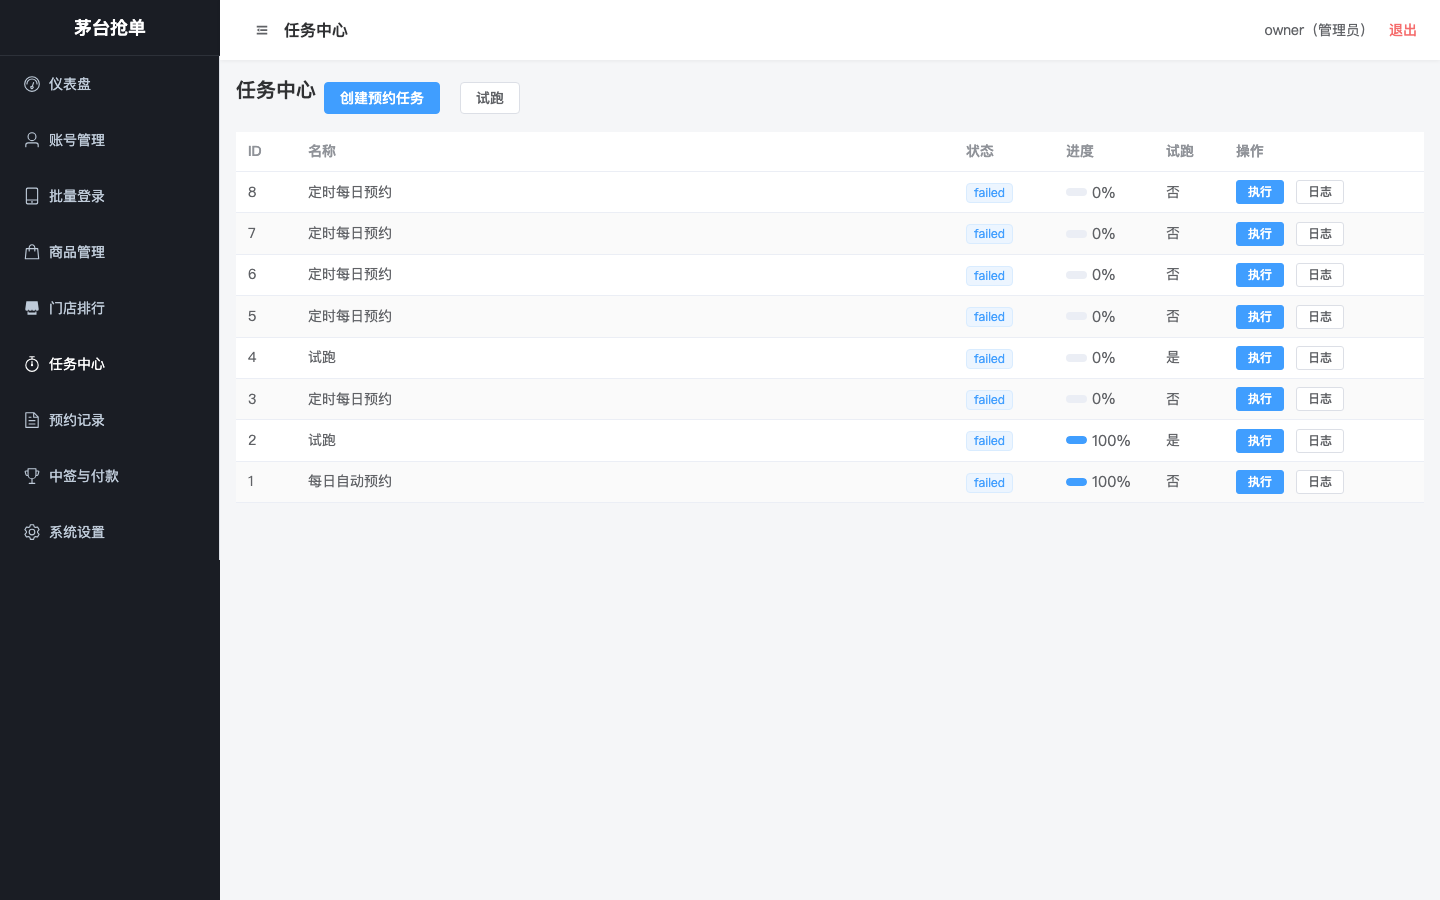 茅台抢单
仪表盘
账号管理
批量登录
商品管理
门店排行
任务中心
预约记录
中签与付款
系统设置
任务中心
owner（管理员） 退出
任务中心 创建预约任务 试跑
ID 名称 状态 进度 试跑 操作
8 定时每日预约 failed 0% 否 执行 日志
7 定时每日预约 failed 0% 否 执行 日志
6 定时每日预约 failed 0% 否 执行 日志
5 定时每日预约 failed 0% 否 执行 日志
4 试跑 failed 0% 是 执行 日志
3 定时每日预约 failed 0% 否 执行 日志
2 试跑 failed 100% 是 执行 日志
1 每日自动预约 failed 100% 否 执行 日志